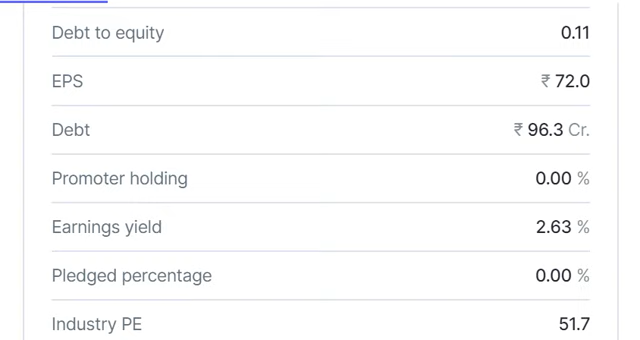 Debt to equity 0.11
EPS ₹ 72.0
Debt ₹ 96.3 Cr.
Promoter holding 0.00 %
Earnings yield 2.63 %
Pledged percentage 0.00 %
Industry PE 51.7